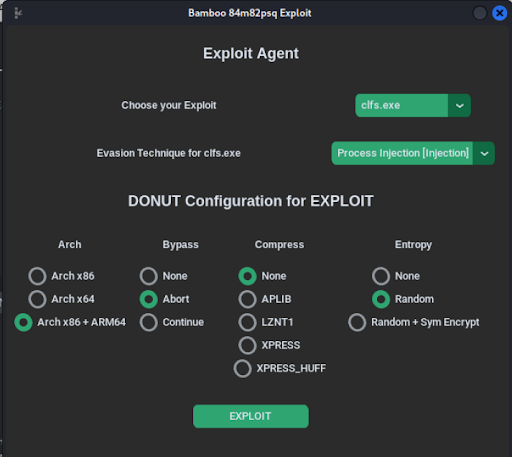 Bamboo 84m82psq Exploit
Exploit Agent
Choose your Exploit clfs.exe
Evasion Technique for clfs.exe Process Injection [Injection]
DONUT Configuration for EXPLOIT
Arch Bypass Compress Entropy
Arch x86 None None None
Arch x64 Abort APLIB Random
Arch x86 + ARM64 Continue LZNT1 Random + Sym Encrypt
XPRESS
XPRESS_HUFF
EXPLOIT